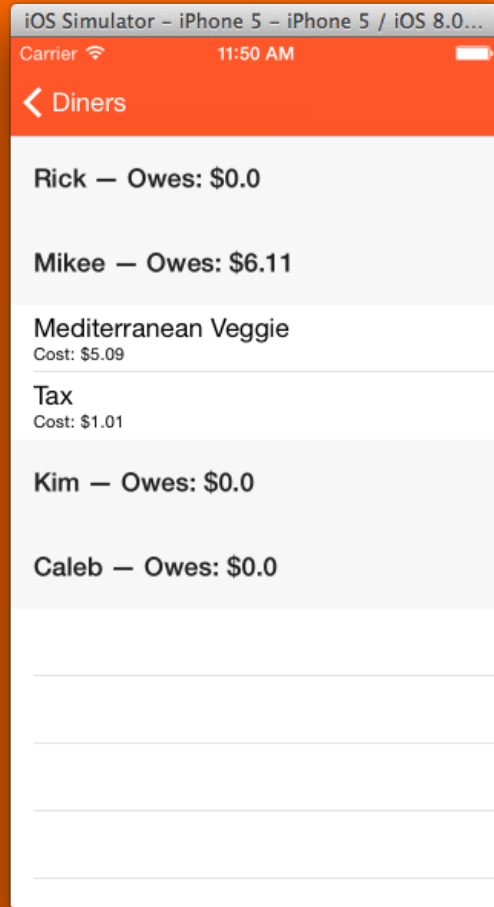 iOS Simulator – iPhone 5 – iPhone 5 / iOS 8.0...
Carrier 11:50 AM
Diners
Rick — Owes: $0.0
Mikee — Owes: $6.11
Mediterranean Veggie
Cost: $5.09
Tax
Cost: $1.01
Kim — Owes: $0.0
Caleb — Owes: $0.0